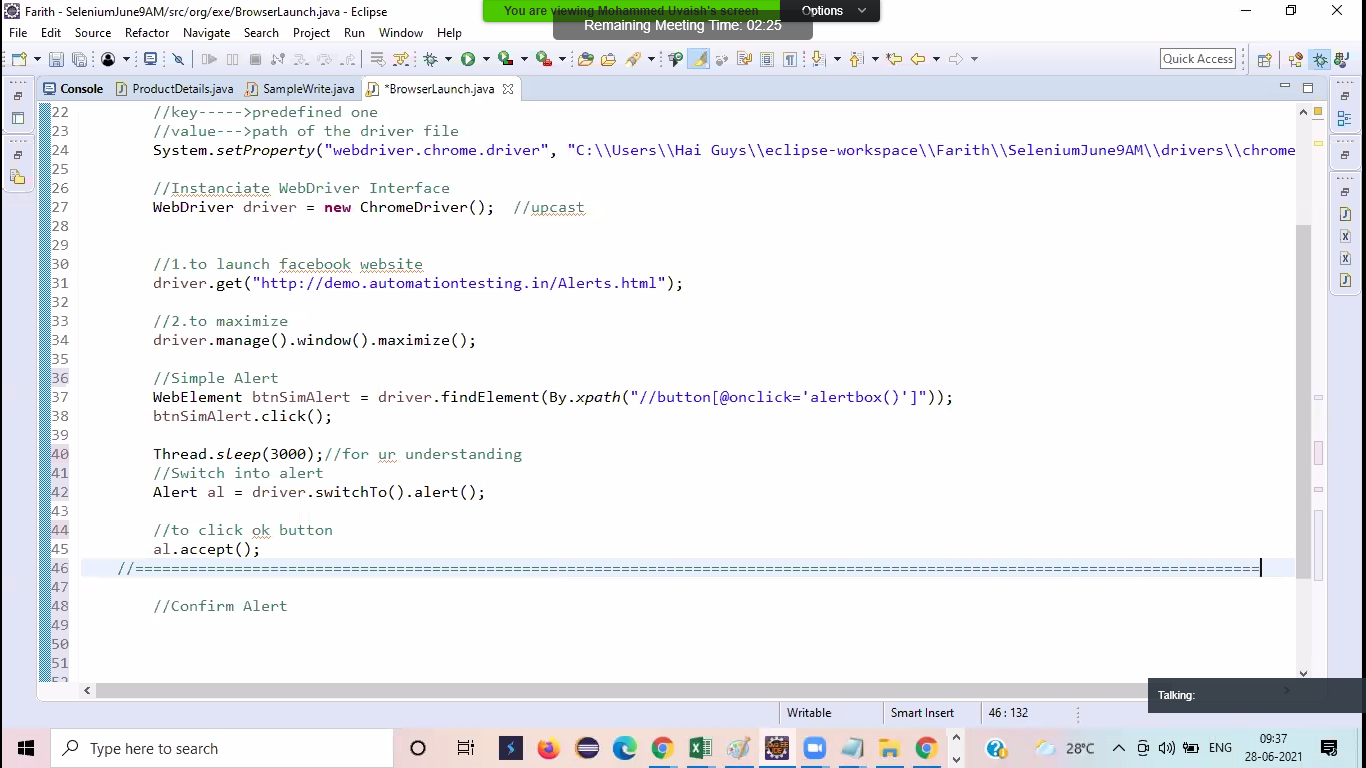 Farith - SeleniumJune9AM/src/org/exe/BrowserLaunch.java - Eclipse
You are viewing Mohammed Uvaish's screen
Options
Remaining Meeting Time: 02:25
File Edit Source Refactor Navigate Search Project Run Window Help
Quick Access
Console ProductDetails.java SampleWrite.java *BrowserLaunch.java
22 //key----->predefined one
23 //value--->path of the driver file
24 System.setProperty("webdriver.chrome.driver", "C:\\Users\\Hai Guys\\eclipse-workspace\\Farith\\SeleniumJune9AM\\drivers\\chrome
25
26 //Instanciate WebDriver Interface
27 WebDriver driver = new ChromeDriver(); //upcast
28
29
30 //1.to launch facebook website
31 driver.get("http://demo.automationtesting.in/Alerts.html");
32
33 //2.to maximize
34 driver.manage().window().maximize();
35
36 //Simple Alert
37 WebElement btnSimAlert = driver.findElement(By.xpath("//button[@onclick='alertbox()']"));
38 btnSimAlert.click();
39
40 Thread.sleep(3000);//for ur understanding
41 //Switch into alert
42 Alert al = driver.switchTo().alert();
43
44 //to click ok button
45 al.accept();
46 //=============================================================================================================================
47
48 //Confirm Alert
49
50
51
52
Talking:
Writable Smart Insert 46 : 132
Type here to search
28°C ENG
09:37
28-06-2021